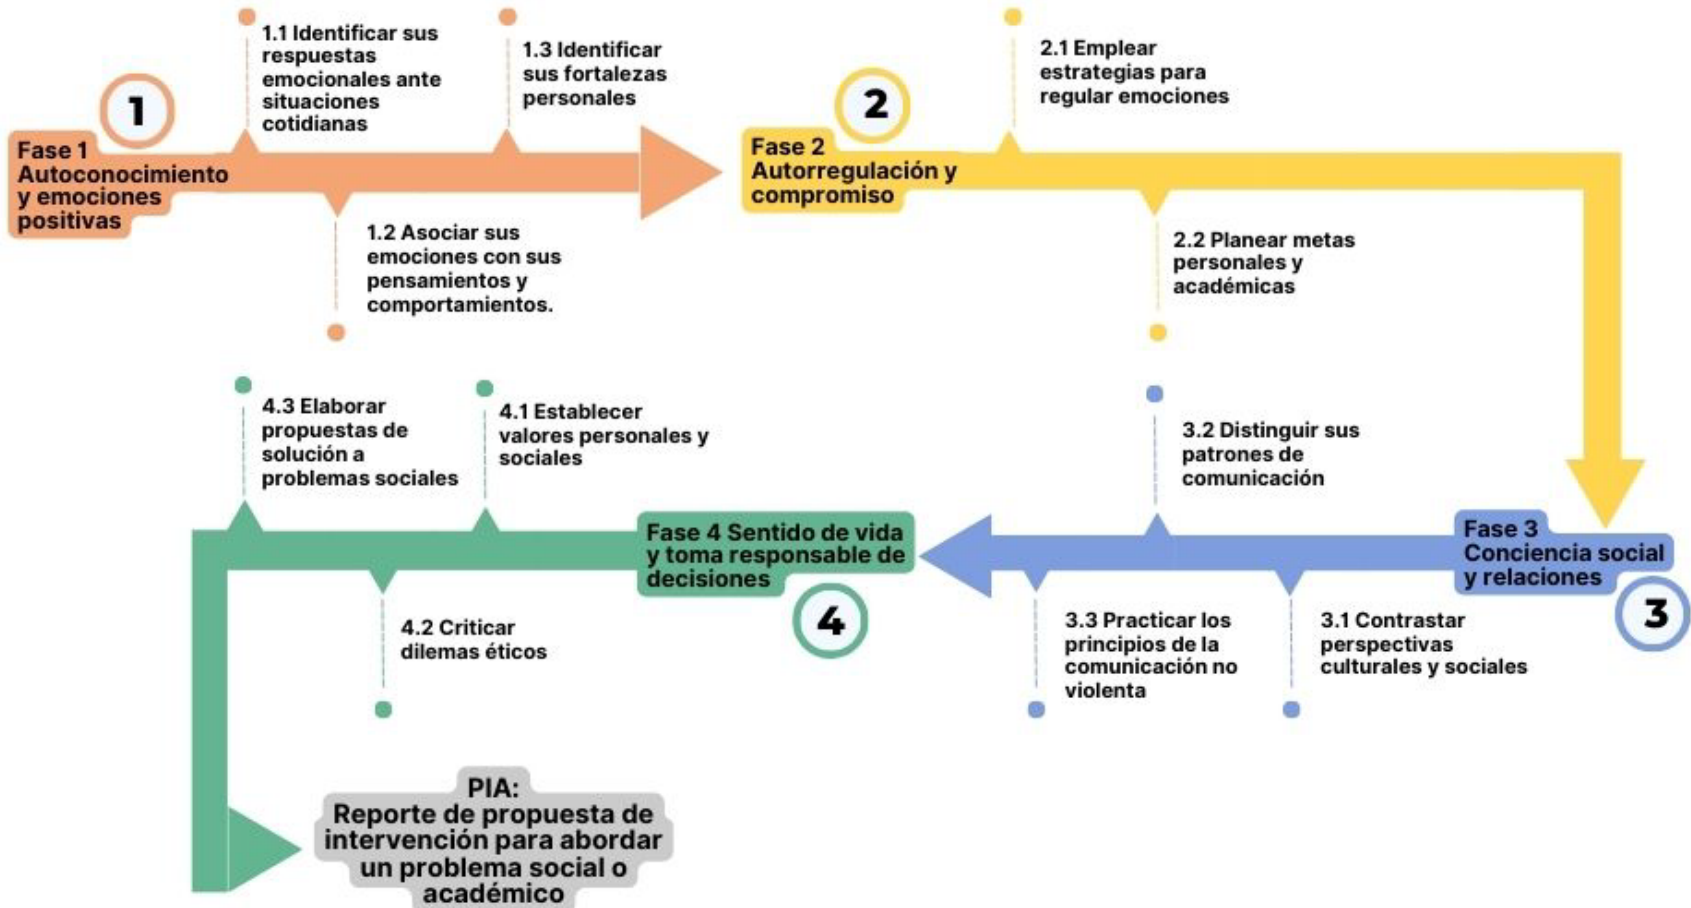 1
Fase 1
Autoconocimiento
y emociones
positivas
1.1 Identificar sus
respuestas
emocionales ante
situaciones
cotidianas
1.2 Asociar sus
emociones con sus
pensamientos y
comportamientos.
1.3 Identificar
sus fortalezas
personales
2
Fase 2
Autorregulación y
compromiso
2.1 Emplear
estrategias para
regular emociones
2.2 Planear metas
personales y
académicas
Fase 3
Conciencia social
y relaciones
3
3.1 Contrastar
perspectivas
culturales y sociales
3.2 Distinguir sus
patrones de
comunicación
3.3 Practicar los
principios de la
comunicación no
violenta
Fase 4 Sentido de vida
y toma responsable de
decisiones
4
4.1 Establecer
valores personales y
sociales
4.2 Criticar
dilemas éticos
4.3 Elaborar
propuestas de
solución a
problemas sociales
PIA:
Reporte de propuesta de
intervención para abordar
un problema social o
académico